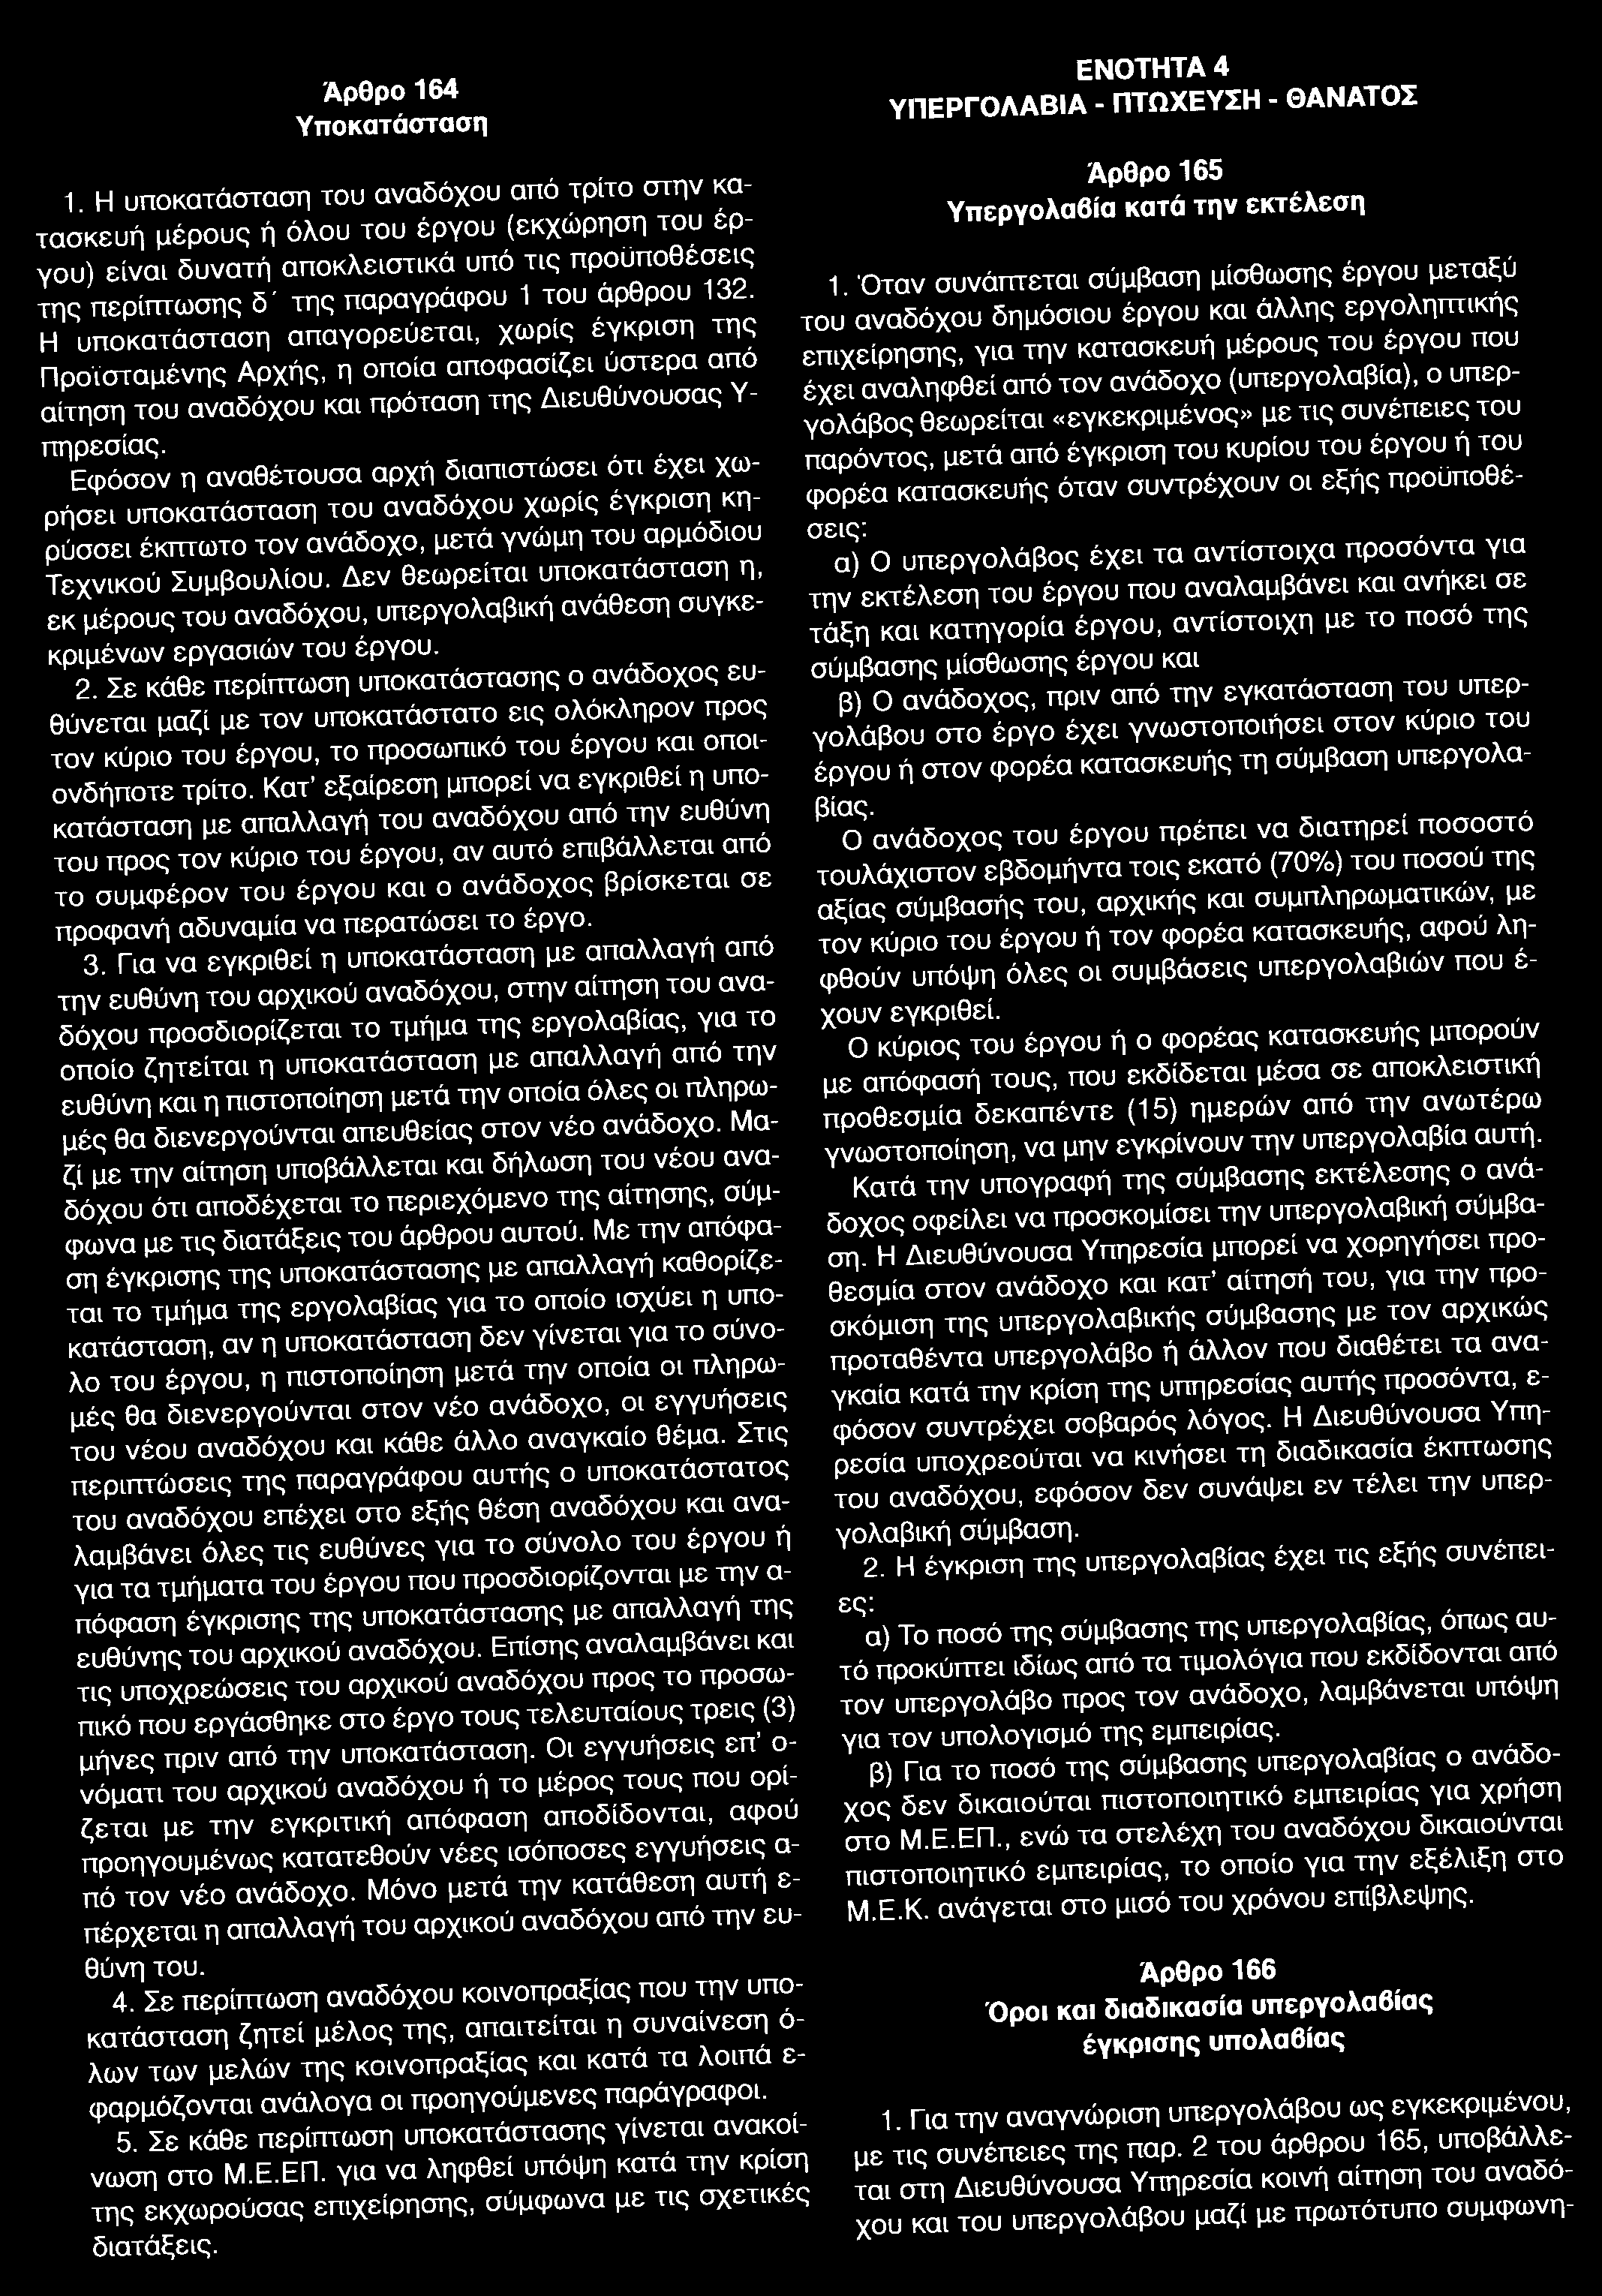 Άρθρο 164
Υποκατάσταση
1. Η υποκατάσταση του αναδόχου από τρίτο στην κα-
τασκευή μέρους ή όλου του έργου (εκχώρηση του έρ-
γου) είναι δυνατή αποκλειστικά υπό τις προϋποθέσεις
της περίπτωσης δ΄ της παραγράφου 1 του άρθρου 132.
Η υποκατάσταση απαγορεύεται, χωρίς έγκριση της
Προϊσταμένης Αρχής, η οποία αποφασίζει ύστερα από
αίτηση του αναδόχου και πρόταση της Διευθύνουσας Υ-
πηρεσίας.
Εφόσον η αναθέτουσα αρχή διαπιστώσει ότι έχει χω-
ρήσει υποκατάσταση του αναδόχου χωρίς έγκριση κη-
ρύσσει έκπτωτο τον ανάδοχο, μετά γνώμη του αρμόδιου
Τεχνικού Συμβουλίου. Δεν θεωρείται υποκατάσταση η,
εκ μέρους του αναδόχου, υπεργολαβική ανάθεση συγκε-
κριμένων εργασιών του έργου.
2. Σε κάθε περίπτωση υποκατάστασης ο ανάδοχος ευ-
θύνεται μαζί με τον υποκατάστατο εις ολόκληρον προς
τον κύριο του έργου, το προσωπικό του έργου και οποι-
ονδήποτε τρίτο. Κατ’ εξαίρεση μπορεί να εγκριθεί η υπο-
κατάσταση με απαλλαγή του αναδόχου από την ευθύνη
του προς τον κύριο του έργου, αν αυτό επιβάλλεται από
το συμφέρον του έργου και ο ανάδοχος βρίσκεται σε
προφανή αδυναμία να περατώσει το έργο.
3. Για να εγκριθεί η υποκατάσταση με απαλλαγή από
την ευθύνη του αρχικού αναδόχου, στην αίτηση του ανα-
δόχου προσδιορίζεται το τμήμα της εργολαβίας, για το
οποίο ζητείται η υποκατάσταση με απαλλαγή από την
ευθύνη και η πιστοποίηση μετά την οποία όλες οι πληρω-
μές θα διενεργούνται απευθείας στον νέο ανάδοχο. Μα-
ζί με την αίτηση υποβάλλεται και δήλωση του νέου ανα-
δόχου ότι αποδέχεται το περιεχόμενο της αίτησης, σύμ-
φωνα με τις διατάξεις του άρθρου αυτού. Με την απόφα-
ση έγκρισης της υποκατάστασης με απαλλαγή καθορίζε-
ται το τμήμα της εργολαβίας για το οποίο ισχύει η υπο-
κατάσταση, αν η υποκατάσταση δεν γίνεται για το σύνο-
λο του έργου, η πιστοποίηση μετά την οποία οι πληρω-
μές θα διενεργούνται στον νέο ανάδοχο, οι εγγυήσεις
του νέου αναδόχου και κάθε άλλο αναγκαίο θέμα. Στις
περιπτώσεις της παραγράφου αυτής ο υποκατάστατος
του αναδόχου επέχει στο εξής θέση αναδόχου και ανα-
λαμβάνει όλες τις ευθύνες για το σύνολο του έργου ή
για τα τμήματα του έργου που προσδιορίζονται με την α-
πόφαση έγκρισης της υποκατάστασης με απαλλαγή της
ευθύνης του αρχικού αναδόχου. Επίσης αναλαμβάνει και
τις υποχρεώσεις του αρχικού αναδόχου προς το προσω-
πικό που εργάσθηκε στο έργο τους τελευταίους τρεις (3)
μήνες πριν από την υποκατάσταση. Οι εγγυήσεις επ’ ο-
νόματι του αρχικού αναδόχου ή το μέρος τους που ορί-
ζεται με την εγκριτική απόφαση αποδίδονται, αφού
προηγουμένως κατατεθούν νέες ισόποσες εγγυήσεις α-
πό τον νέο ανάδοχο. Μόνο μετά την κατάθεση αυτή ε-
πέρχεται η απαλλαγή του αρχικού αναδόχου από την ευ-
θύνη του.
4. Σε περίπτωση αναδόχου κοινοπραξίας που την υπο-
κατάσταση ζητεί μέλος της, απαιτείται η συναίνεση ό-
λων των μελών της κοινοπραξίας και κατά τα λοιπά ε-
φαρμόζονται ανάλογα οι προηγούμενες παράγραφοι.
5. Σε κάθε περίπτωση υποκατάστασης γίνεται ανακοί-
νωση στο Μ.Ε.ΕΠ. για να ληφθεί υπόψη κατά την κρίση
της εκχωρούσας επιχείρησης, σύμφωνα με τις σχετικές
διατάξεις.
ΕΝΟΤΗΤΑ 4
ΥΠΕΡΓΟΛΑΒΙΑ - ΠΤΩΧΕΥΣΗ - ΘΑΝΑΤΟΣ
Άρθρο 165
Υπεργολαβία κατά την εκτέλεση
1. Όταν συνάπτεται σύμβαση μίσθωσης έργου μεταξύ
του αναδόχου δημόσιου έργου και άλλης εργοληπτικής
επιχείρησης, για την κατασκευή μέρους του έργου που
έχει αναληφθεί από τον ανάδοχο (υπεργολαβία), ο υπερ-
γολάβος θεωρείται «εγκεκριμένος» με τις συνέπειες του
παρόντος, μετά από έγκριση του κυρίου του έργου ή του
φορέα κατασκευής όταν συντρέχουν οι εξής προϋποθέ-
σεις:
α) Ο υπεργολάβος έχει τα αντίστοιχα προσόντα για
την εκτέλεση του έργου που αναλαμβάνει και ανήκει σε
τάξη και κατηγορία έργου, αντίστοιχη με το ποσό της
σύμβασης μίσθωσης έργου και
β) Ο ανάδοχος, πριν από την εγκατάσταση του υπερ-
γολάβου στο έργο έχει γνωστοποιήσει στον κύριο του
έργου ή στον φορέα κατασκευής τη σύμβαση υπεργολα-
βίας.
Ο ανάδοχος του έργου πρέπει να διατηρεί ποσοστό
τουλάχιστον εβδομήντα τοις εκατό (70%) του ποσού της
αξίας σύμβασής του, αρχικής και συμπληρωματικών, με
τον κύριο του έργου ή τον φορέα κατασκευής, αφού λη-
φθούν υπόψη όλες οι συμβάσεις υπεργολαβιών που έ-
χουν εγκριθεί.
Ο κύριος του έργου ή ο φορέας κατασκευής μπορούν
με απόφασή τους, που εκδίδεται μέσα σε αποκλειστική
προθεσμία δεκαπέντε (15) ημερών από την ανωτέρω
γνωστοποίηση, να μην εγκρίνουν την υπεργολαβία αυτή.
Κατά την υπογραφή της σύμβασης εκτέλεσης ο ανά-
δοχος οφείλει να προσκομίσει την υπεργολαβική σύμβα-
ση. Η Διευθύνουσα Υπηρεσία μπορεί να χορηγήσει προ-
θεσμία στον ανάδοχο και κατ’ αίτησή του, για την προ-
σκόμιση της υπεργολαβικής σύμβασης με τον αρχικώς
προταθέντα υπεργολάβο ή άλλον που διαθέτει τα ανα-
γκαία κατά την κρίση της υπηρεσίας αυτής προσόντα, ε-
φόσον συντρέχει σοβαρός λόγος. Η Διευθύνουσα Υπη-
ρεσία υποχρεούται να κινήσει τη διαδικασία έκπτωσης
του αναδόχου, εφόσον δεν συνάψει εν τέλει την υπερ-
γολαβική σύμβαση.
2. Η έγκριση της υπεργολαβίας έχει τις εξής συνέπει-
ες:
α) Το ποσό της σύμβασης της υπεργολαβίας, όπως αυ-
τό προκύπτει ιδίως από τα τιμολόγια που εκδίδονται από
τον υπεργολάβο προς τον ανάδοχο, λαμβάνεται υπόψη
για τον υπολογισμό της εμπειρίας.
β) Για το ποσό της σύμβασης υπεργολαβίας ο ανάδο-
χος δεν δικαιούται πιστοποιητικό εμπειρίας για χρήση
στο Μ.Ε.ΕΠ., ενώ τα στελέχη του αναδόχου δικαιούνται
πιστοποιητικό εμπειρίας, το οποίο για την εξέλιξη στο
Μ.Ε.Κ. ανάγεται στο μισό του χρόνου επίβλεψης.
Άρθρο 166
Όροι και διαδικασία υπεργολαβίας
έγκρισης υπολαβίας
1. Για την αναγνώριση υπεργολάβου ως εγκεκριμένου,
με τις συνέπειες της παρ. 2 του άρθρου 165, υποβάλλε-
ται στη Διευθύνουσα Υπηρεσία κοινή αίτηση του αναδό-
χου και του υπεργολάβου μαζί με πρωτότυπο συμφωνη-